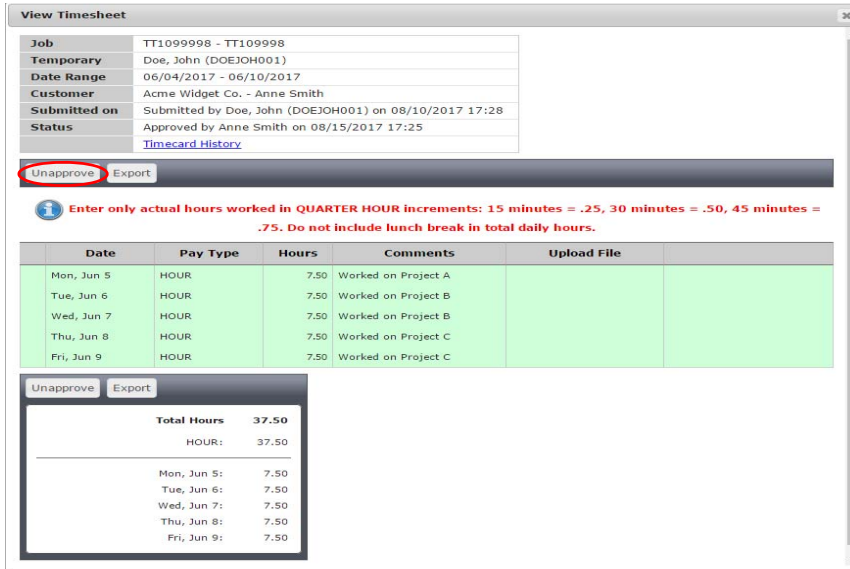 View Timesheet
Job TT1099998 - TT109998
Temporary Doe, John (DOEJOH001)
Date Range 06/04/2017 - 06/10/2017
Customer Acme Widget Co. - Anne Smith
Submitted on Submitted by Doe, John (DOEJOH001) on 08/10/2017 17:28
Status Approved by Anne Smith on 08/15/2017 17:25
Timecard History
Unapprove Export
Enter only actual hours worked in QUARTER HOUR increments: 15 minutes = .25, 30 minutes = .50, 45 minutes =
.75. Do not include lunch break in total daily hours.
Date Pay Type Hours Comments Upload File
Mon, Jun 5 HOUR 7.50 Worked on Project A
Tue, Jun 6 HOUR 7.50 Worked on Project B
Wed, Jun 7 HOUR 7.50 Worked on Project B
Thu, Jun 8 HOUR 7.50 Worked on Project C
Fri, Jun 9 HOUR 7.50 Worked on Project C
Unapprove Export
Total Hours 37.50
HOUR: 37.50
Mon, Jun 5: 7.50
Tue, Jun 6: 7.50
Wed, Jun 7: 7.50
Thu, Jun 8: 7.50
Fri, Jun 9: 7.50